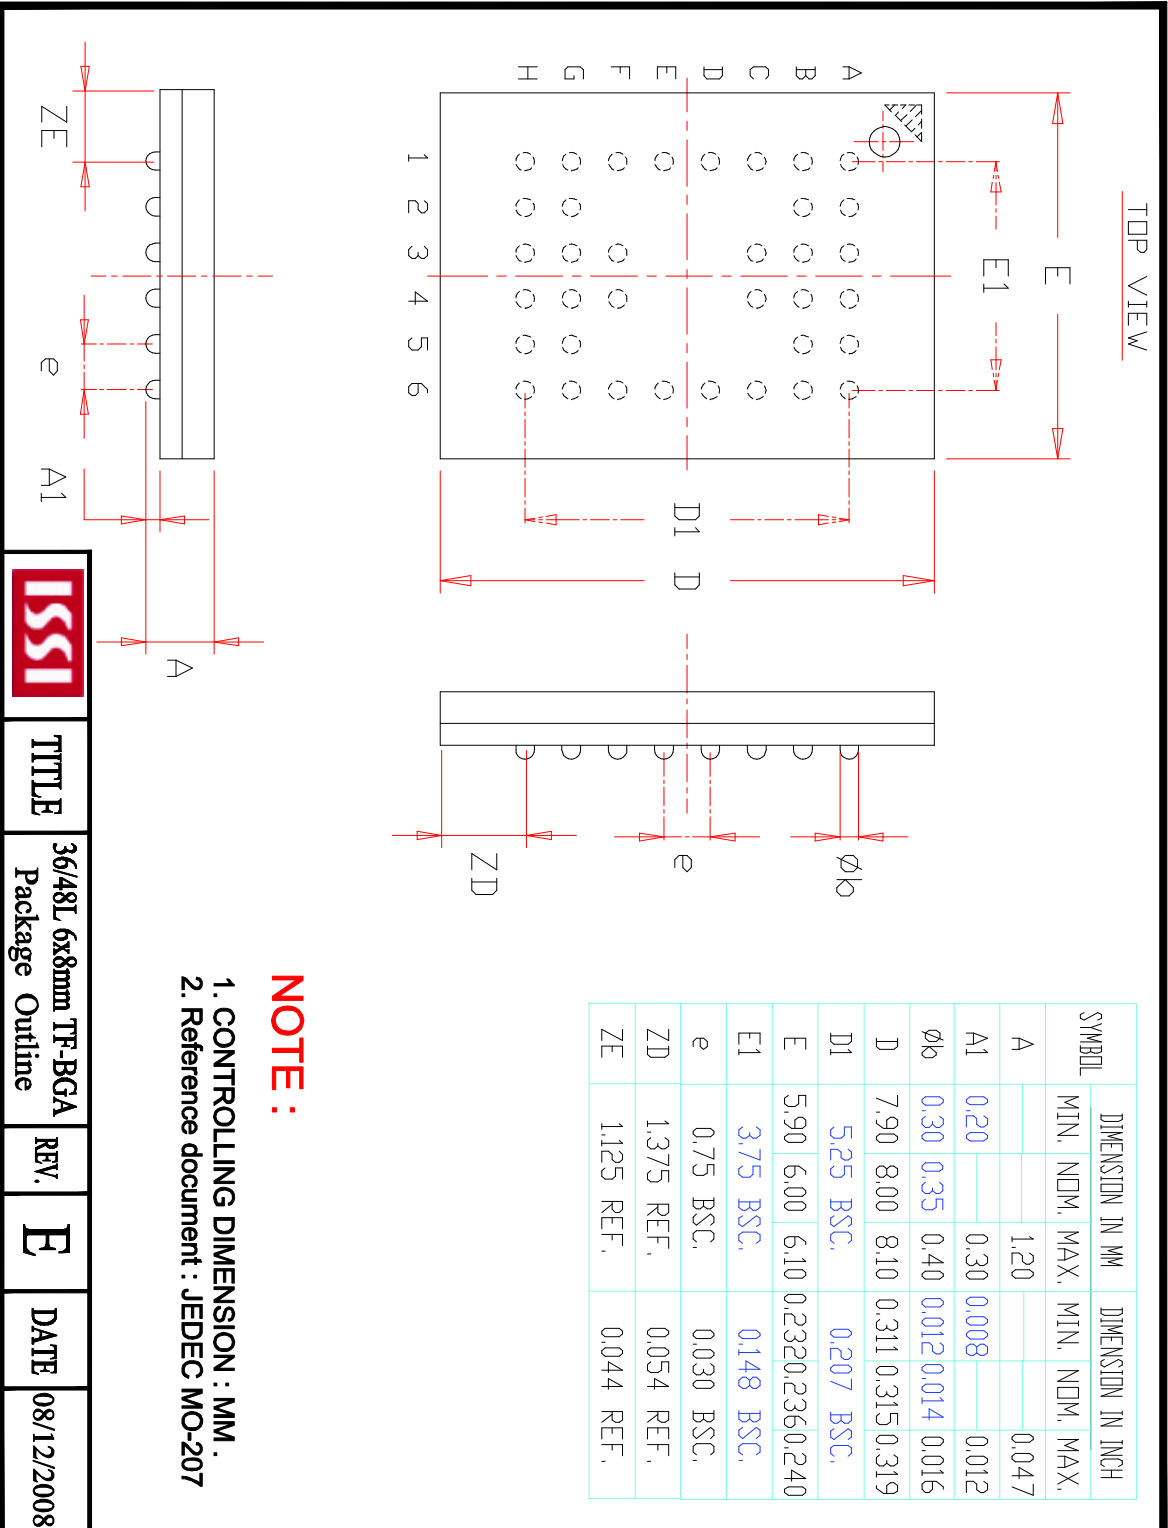 TOP VIEW
E
E1
A
B
C
D
E
F
G
H
1 2 3 4 5 6
D1
D
ZE
e
A1
A
Øb
e
ZD
SYMBOL DIMENSION IN MM DIMENSION IN INCH
MIN. NOM. MAX. MIN. NOM. MAX.
A 1.20 0.047
A1 0.20 0.30 0.008 0.012
Øb 0.30 0.35 0.40 0.012 0.014 0.016
D 7.90 8.00 8.10 0.311 0.315 0.319
D1 5.25 BSC. 0.207 BSC.
E 5.90 6.00 6.10 0.232 0.236 0.240
E1 3.75 BSC. 0.148 BSC.
e 0.75 BSC. 0.030 BSC.
ZD 1.375 REF. 0.054 REF.
ZE 1.125 REF. 0.044 REF.
NOTE :
1. CONTROLLING DIMENSION : MM .
2. Reference document : JEDEC MO-207
ISSI
TITLE
36/48L 6x8mm TF-BGA
Package Outline
REV.
E
DATE
08/12/2008